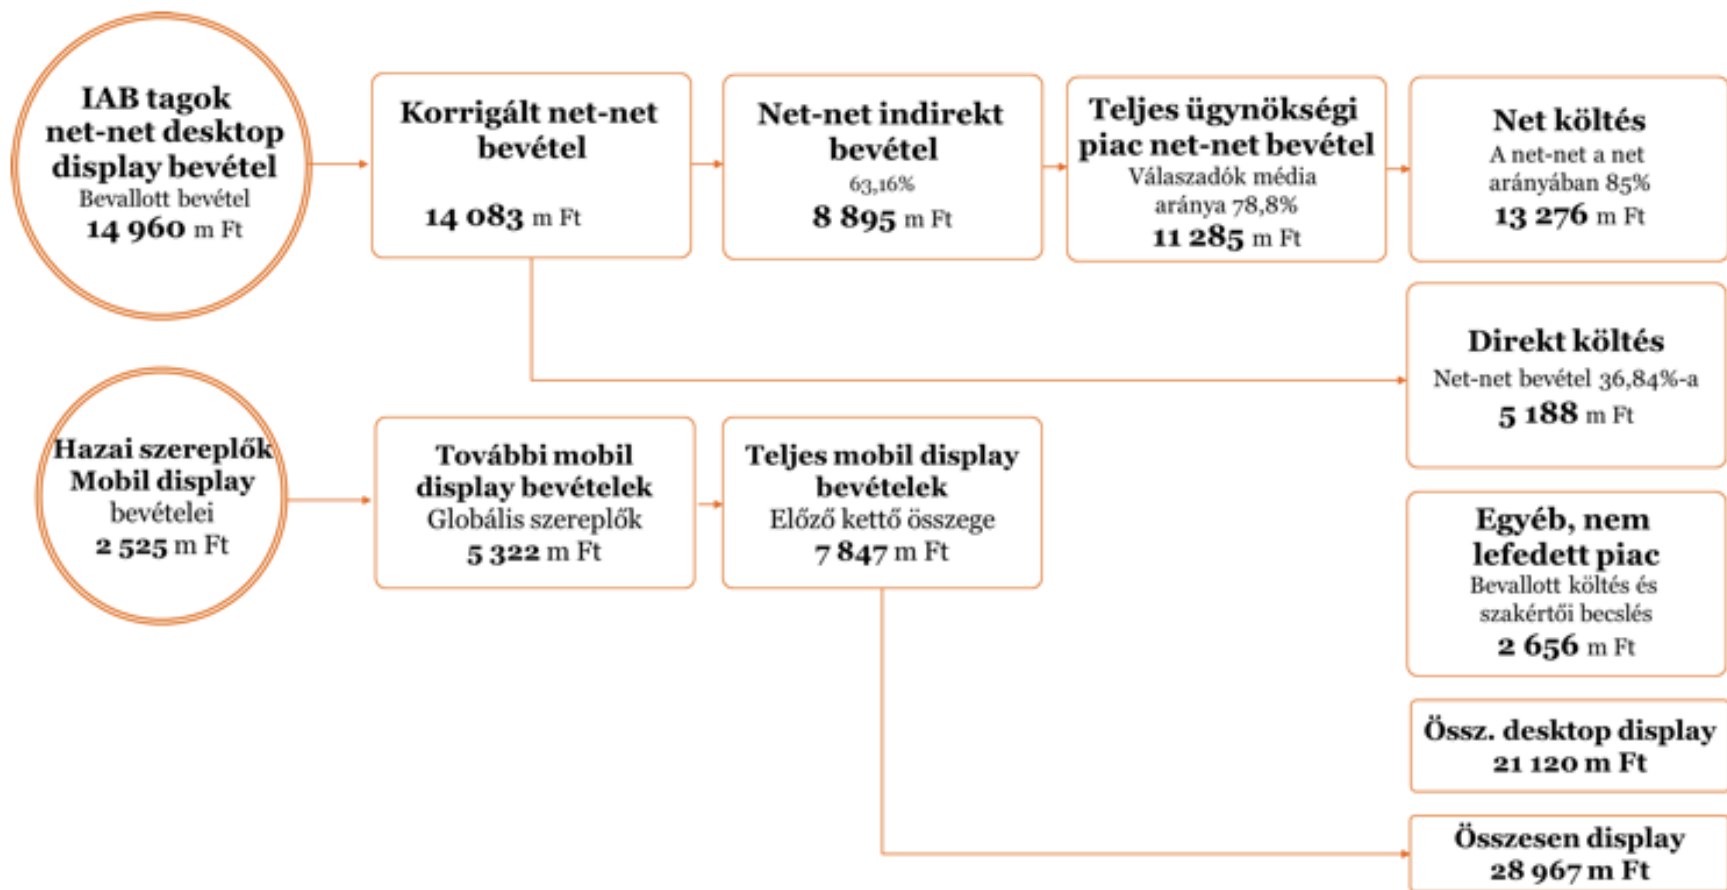 IAB tagok
net-net desktop
display bevétel
Bevallott bevétel
14 960 m Ft
Korrigált net-net
bevétel
14 083 m Ft
Net-net indirekt
bevétel
63,16%
8 895 m Ft
Teljes ügynökségi
piac net-net bevétel
Válaszadók média
aránya 78,8%
11 285 m Ft
Net költés
A net-net a net
arányában 85%
13 276 m Ft
Direkt költés
Net-net bevétel 36,84%-a
5 188 m Ft
Hazai szereplők
Mobil display
bevételei
2 525 m Ft
További mobil
display bevételek
Globális szereplők
5 322 m Ft
Teljes mobil display
bevételek
Előző kettő összege
7 847 m Ft
Egyéb, nem
lefedett piac
Bevallott költés és
szakértői becslés
2 656 m Ft
Össz. desktop display
21 120 m Ft
Összesen display
28 967 m Ft